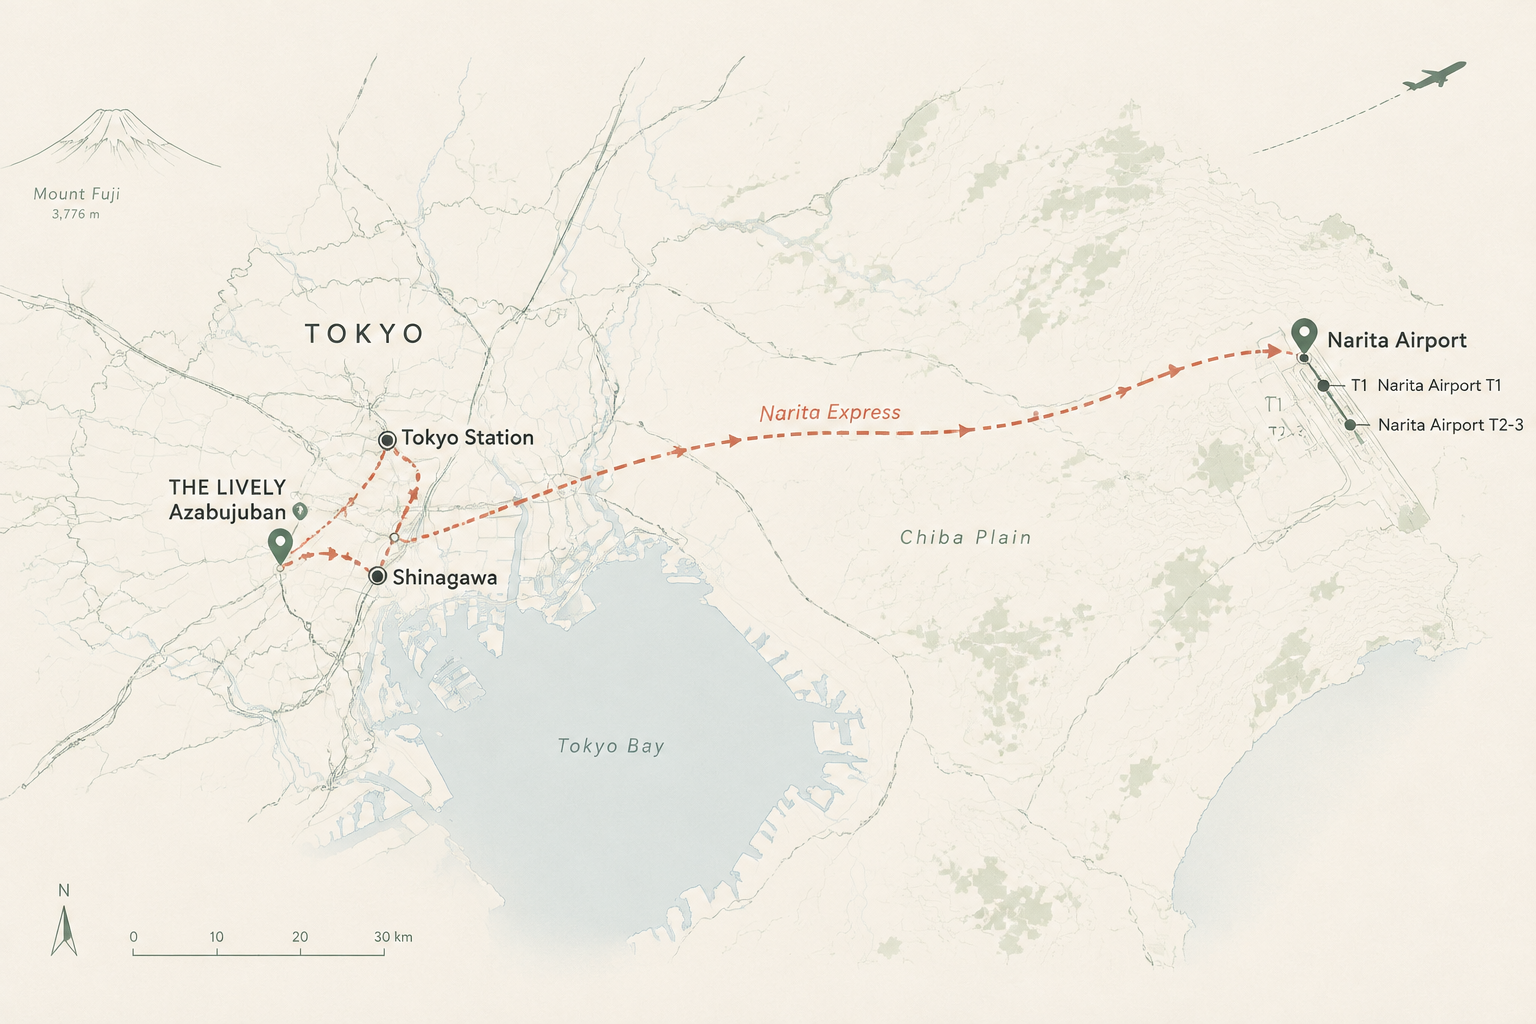 Mount Fuji
3,776 m
TOKYO
Narita Airport
T1 Narita Airport T1
T1
Narita Express
Narita Airport T2-3
Tokyo Station
THE LIVELY
Azabujuban
Chiba Plain
Shinagawa
Tokyo Bay
N
0 10 20 30 km